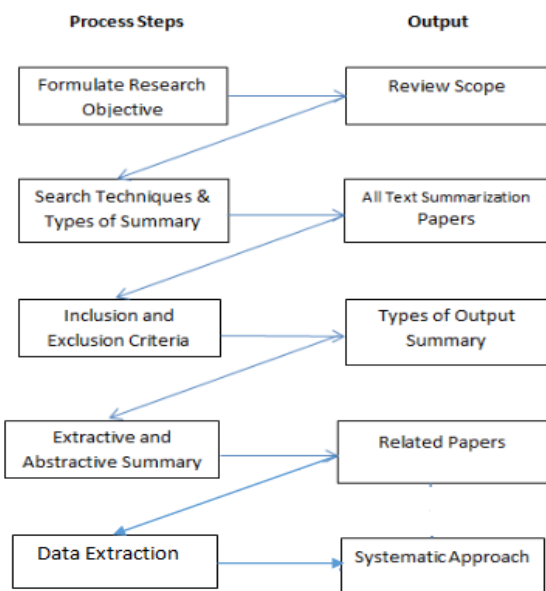 Process Steps
Output
Formulate Research
Objective
Review Scope
Search Techniques &
Types of Summary
All Text Summarization
Papers
Inclusion and
Exclusion Criteria
Types of Output
Summary
Extractive and
Abstractive Summary
Related Papers
Data Extraction
Systematic Approach